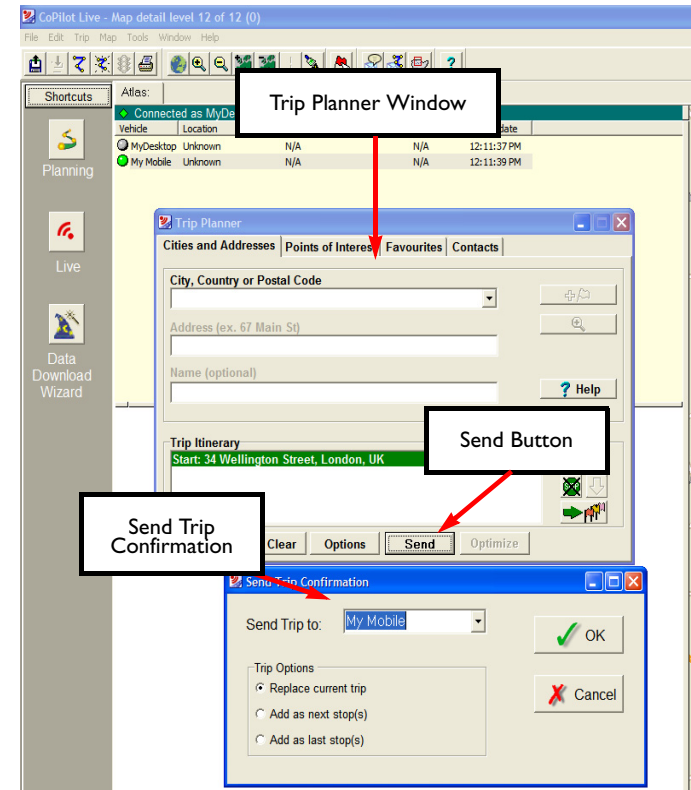 CoPilot Live - Map detail level 12 of 12 (0)
File Edit Trip Map Tools Window Help
Shortcuts
Planning
Live
Data
Download
Wizard
Atlas:
Connected as MyDe
Vehicle Location date
MyDesktop Unknown N/A N/A 12:11:37 PM
My Mobile Unknown N/A N/A 12:11:39 PM
Trip Planner Window
Trip Planner
Cities and Addresses Points of Interest Favourites Contacts
City, Country or Postal Code
Address (ex. 67 Main St)
Name (optional)
? Help
Send Button
Trip Itinerary
Start: 34 Wellington Street, London, UK
Send Trip
Confirmation
Clear Options Send Optimize
Send Trip Confirmation
Send Trip to: My Mobile
OK
Cancel
Trip Options
Replace current trip
Add as next stop(s)
Add as last stop(s)